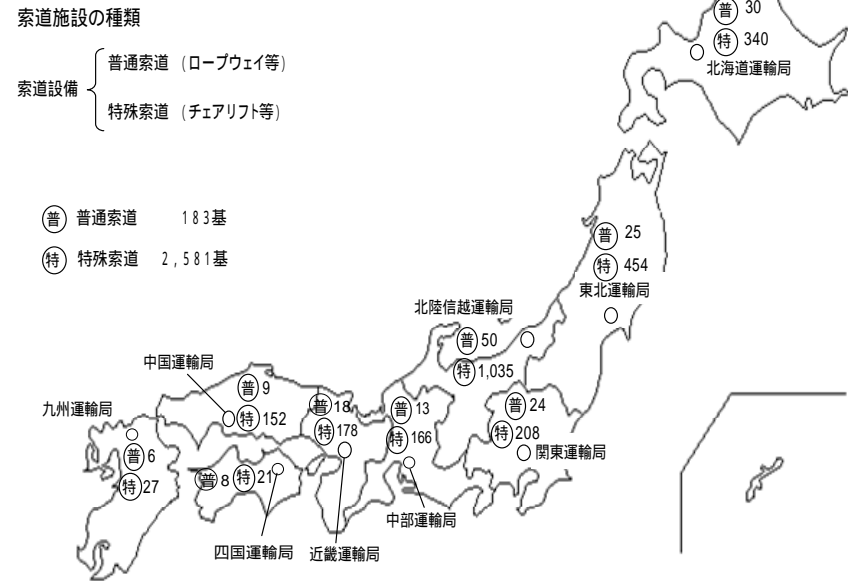 索道施設の種類
索道設備
普通索道 (ロープウェイ等)
特殊索道 (チェアリフト等)
普 普通索道 183基
特 特殊索道 2,581基
普 30
特 340
北海道運輸局
普 25
特 454
東北運輸局
北陸信越運輸局
普 50
特 1,035
中国運輸局
普 9
特 152
九州運輸局
普 6
特 27
普 18
特 178
普 13
特 166
普 24
特 208
関東運輸局
普 8
特 21
中部運輸局
四国運輸局
近畿運輸局